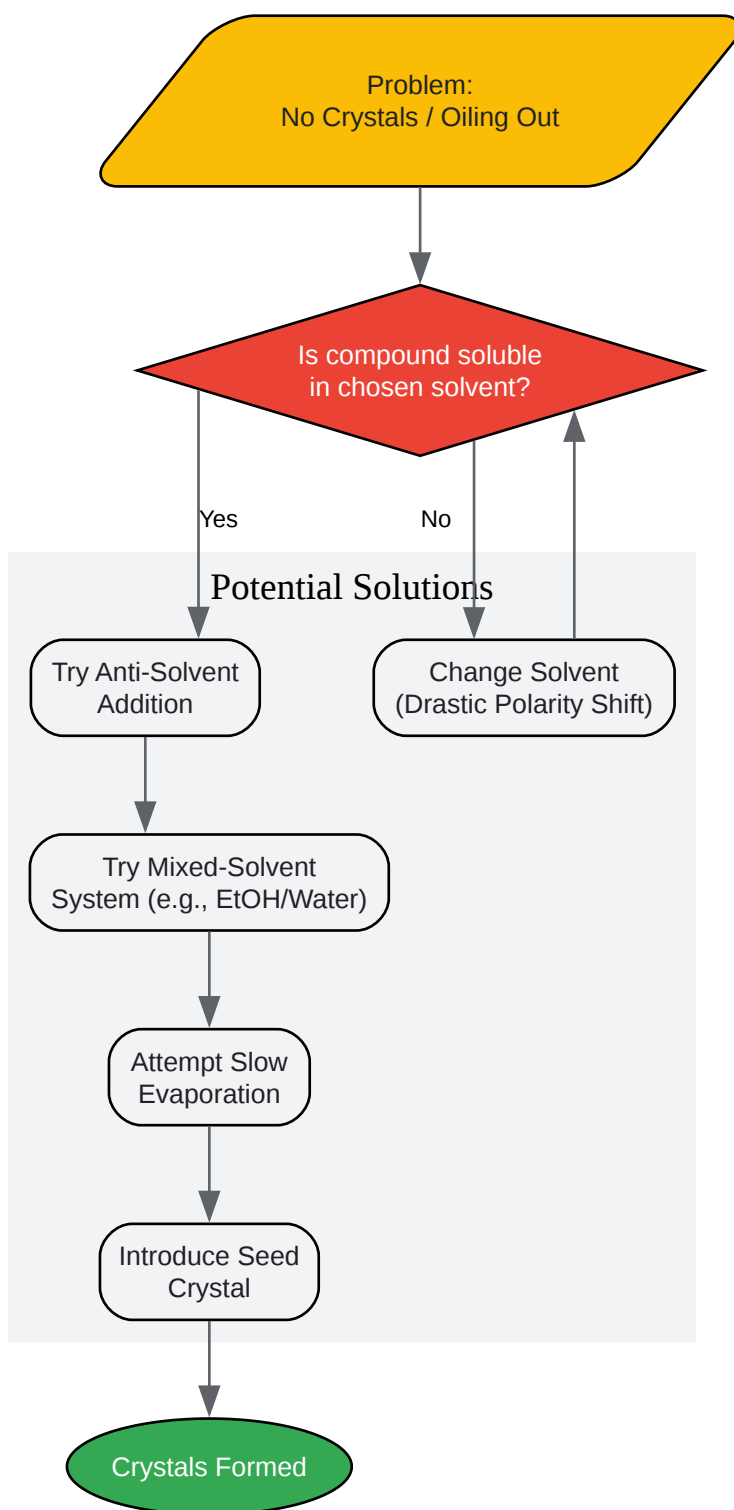 Problem:
No Crystals / Oiling Out
Is compound soluble
in chosen solvent?
Yes
No
Potential Solutions
Try Anti-Solvent
Addition
Change Solvent
(Drastic Polarity Shift)
Try Mixed-Solvent
System (e.g., EtOH/Water)
Attempt Slow
Evaporation
Introduce Seed
Crystal
Crystals Formed